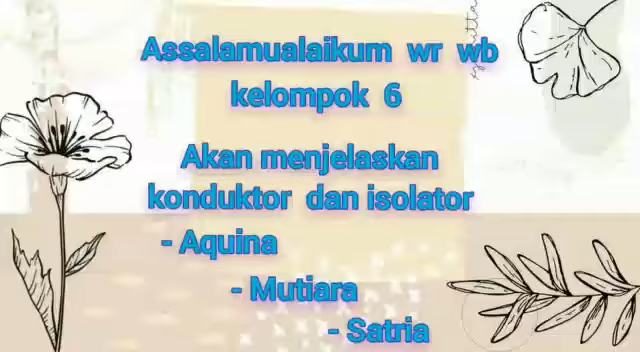 Assalamualaikum wr wb
kelompok 6
Akan menjelaskan
konduktor dan isolator
- Aquina
- Mutiara
- Satria